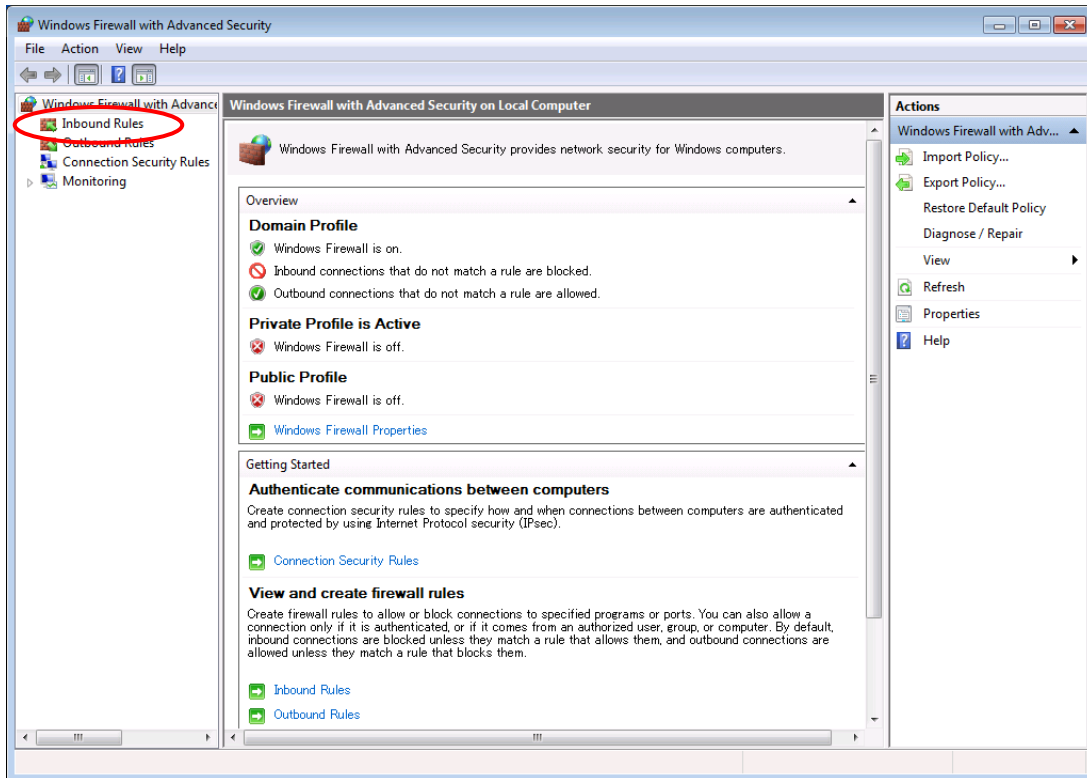 Windows Firewall with Advanced Security
File Action View Help
Windows Firewall with Advance
Inbound Rules
Outbound Rules
Connection Security Rules
Monitoring
Windows Firewall with Advanced Security on Local Computer
Windows Firewall with Advanced Security provides network security for Windows computers.
Overview
Domain Profile
Windows Firewall is on.
Inbound connections that do not match a rule are blocked.
Outbound connections that do not match a rule are allowed.
Private Profile is Active
Windows Firewall is off.
Public Profile
Windows Firewall is off.
Windows Firewall Properties
Getting Started
Authenticate communications between computers
Create connection security rules to specify how and when connections between computers are authenticated
and protected by using Internet Protocol security (IPsec).
Connection Security Rules
View and create firewall rules
Create firewall rules to allow or block connections to specified programs or ports. You can also allow a
connection only if it is authenticated, or if it comes from an authorized user, group, or computer. By default,
inbound connections are blocked unless they match a rule that allows them, and outbound connections are
allowed unless they match a rule that blocks them.
Inbound Rules
Outbound Rules
Actions
Windows Firewall with Adv...
Import Policy...
Export Policy...
Restore Default Policy
Diagnose / Repair
View
Refresh
Properties
Help